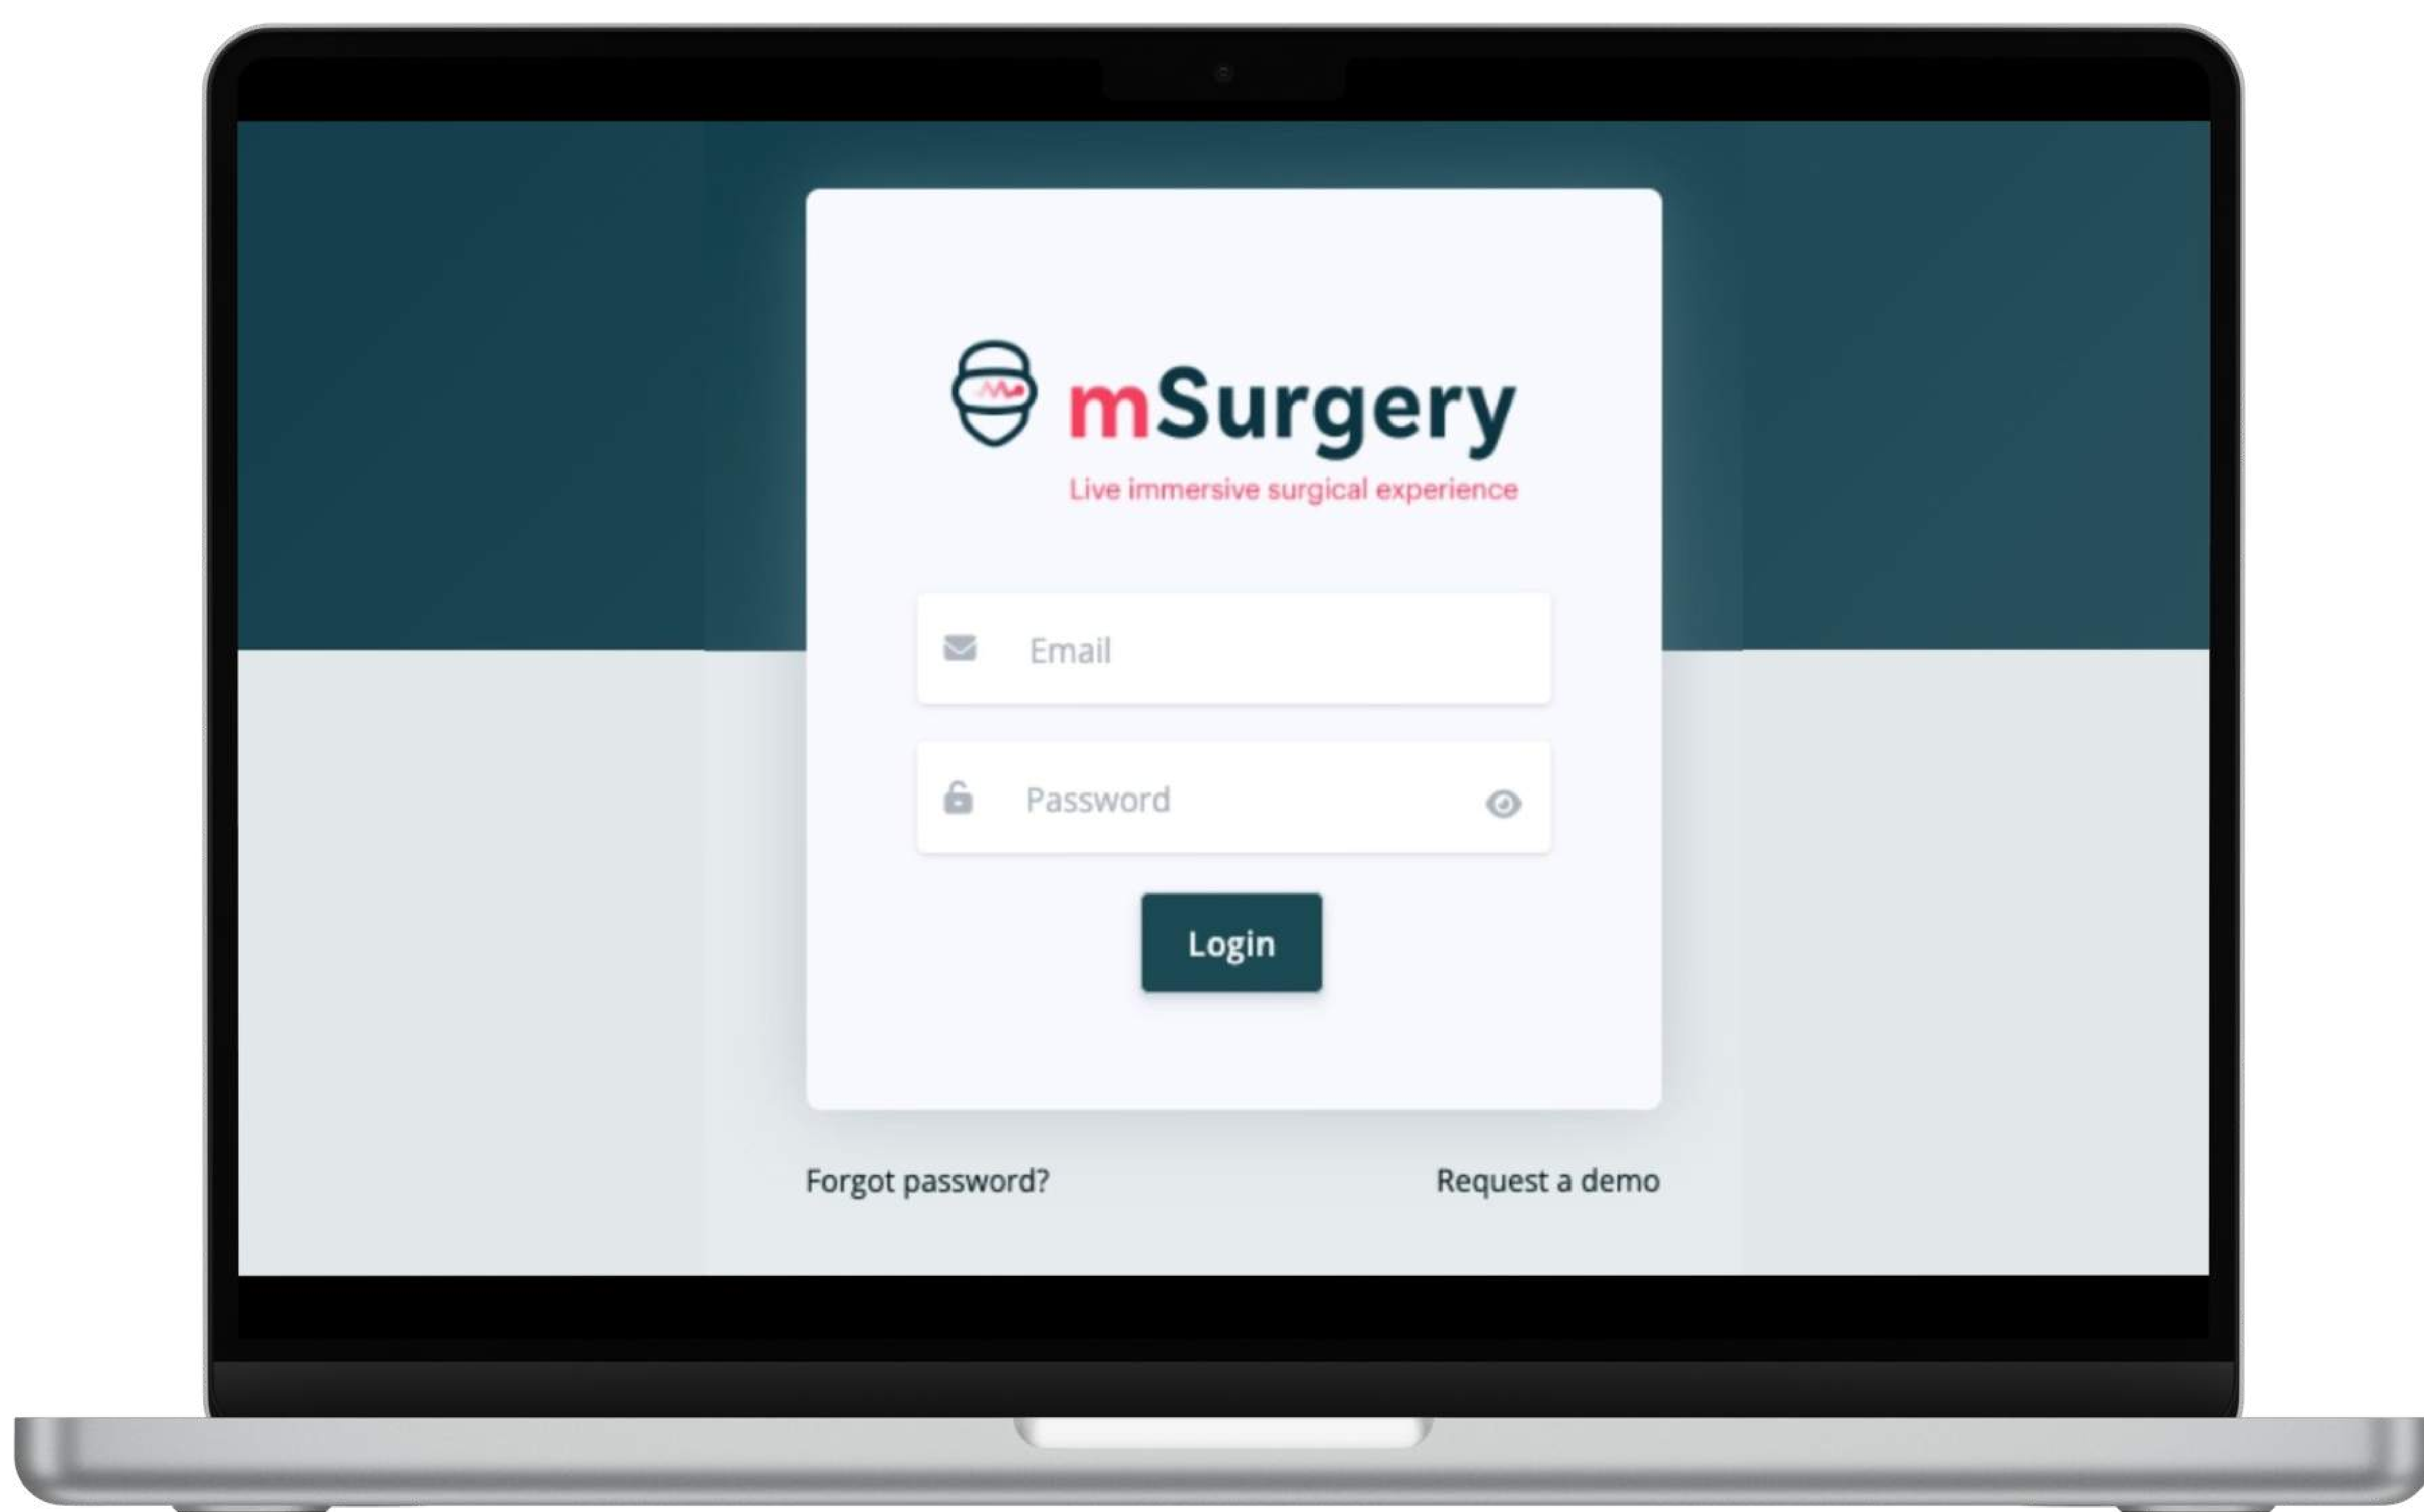 mSurgery
Live immersive surgical experience
Email
Password
Login
Forgot password?
Request a demo